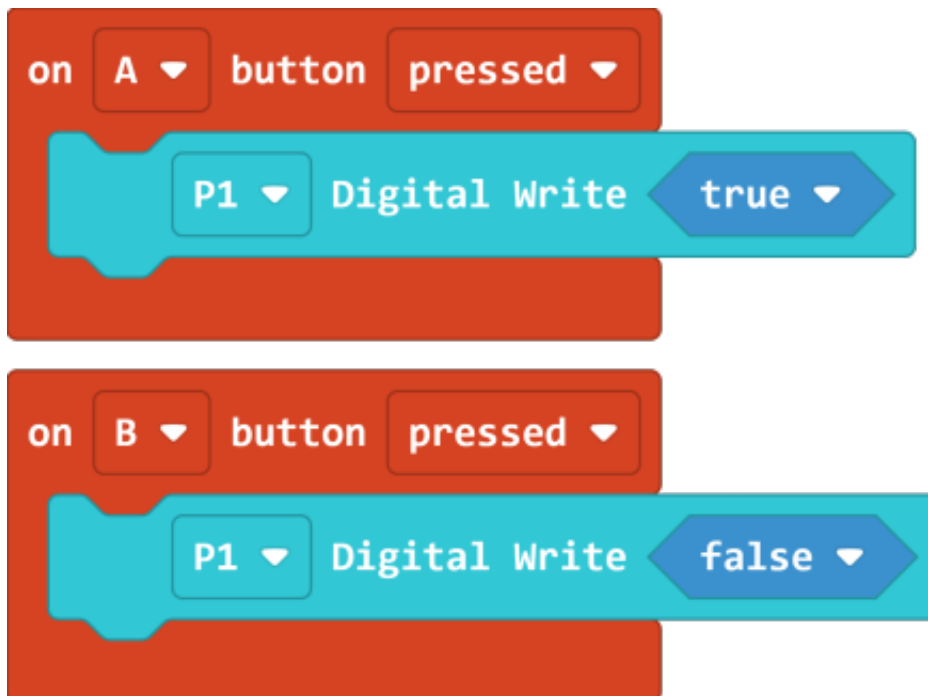 on A button pressed
P1 Digital Write true
on B button pressed
P1 Digital Write false